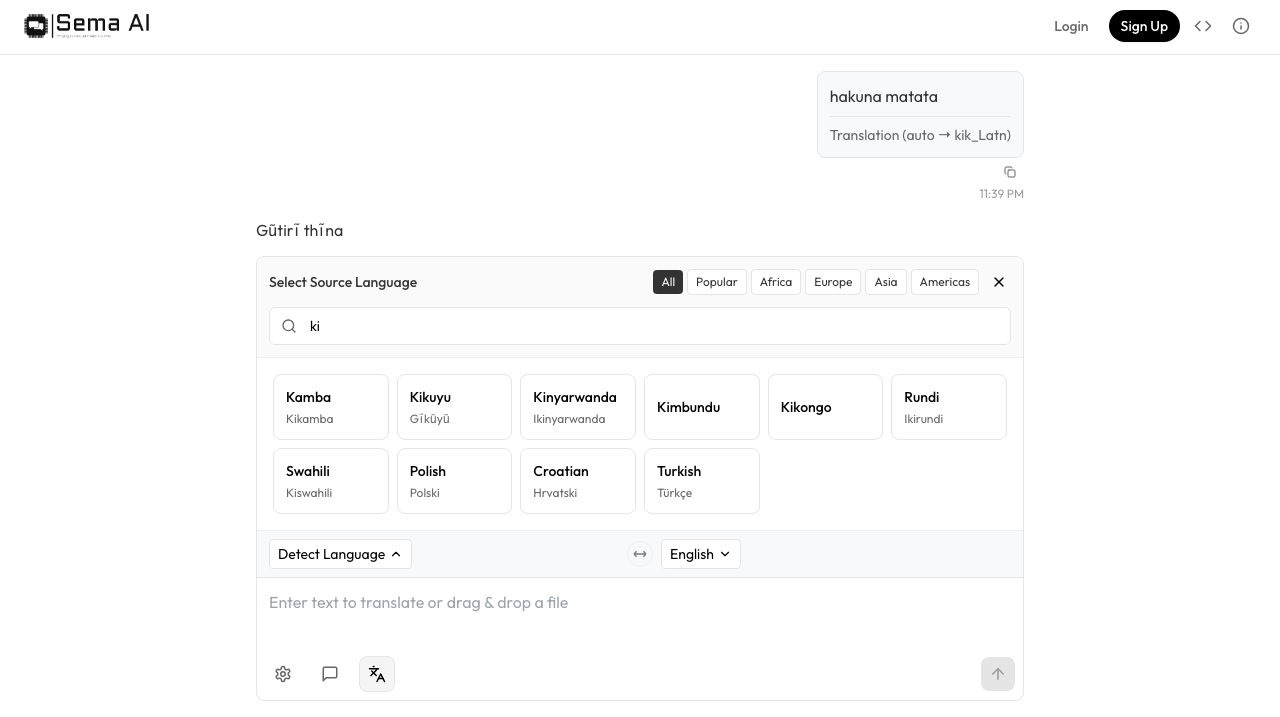 Sema AI
Login
Sign Up
hakuna matata
Translation (auto → kik_Latn)
11:39 PM
Gũtirĩ thĩna
Select Source Language
All
Popular
Africa
Europe
Asia
Americas
ki
Kamba
Kikamba
Kikuyu
Gĩkũyũ
Kinyarwanda
Ikinyarwanda
Kimbundu
Kikongo
Rundi
Ikirundi
Swahili
Kiswahili
Polish
Polski
Croatian
Hrvatski
Turkish
Türkçe
Detect Language
English
Enter text to translate or drag & drop a file